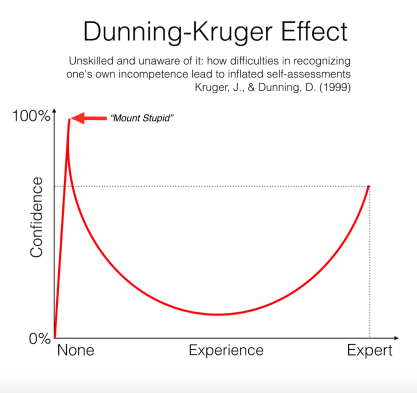 Dunning-Kruger Effect
Unskilled and unaware of it: how difficulties in recognizing
one's own incompetence lead to inflated self-assessments
Kruger, J., & Dunning, D. (1999)
100%
"Mount Stupid"
Confidence
0%
None Experience Expert